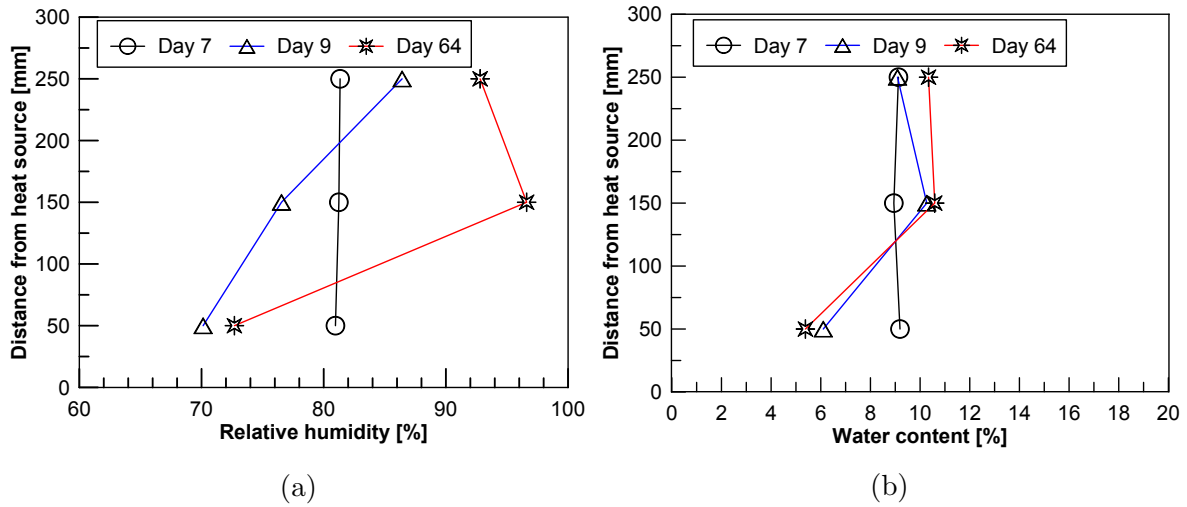 Day 7 Day 9 Day 64
300
250
200
150
100
50
0
Distance from heat source [mm]
60 70 80 90 100
Relative humidity [%]
(a)
Day 7 Day 9 Day 64
300
250
200
150
100
50
0
Distance from heat source [mm]
0 2 4 6 8 10 12 14 16 18 20
Water content [%]
(b)